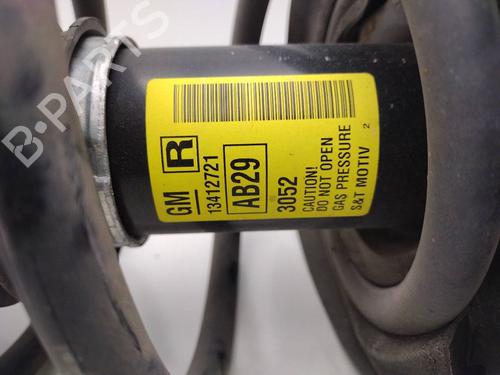 GM R
13412721
AB29
3052
CAUTION!
DO NOT OPEN
GAS PRESSURE
S&T MOTIV 2
B-PARTS